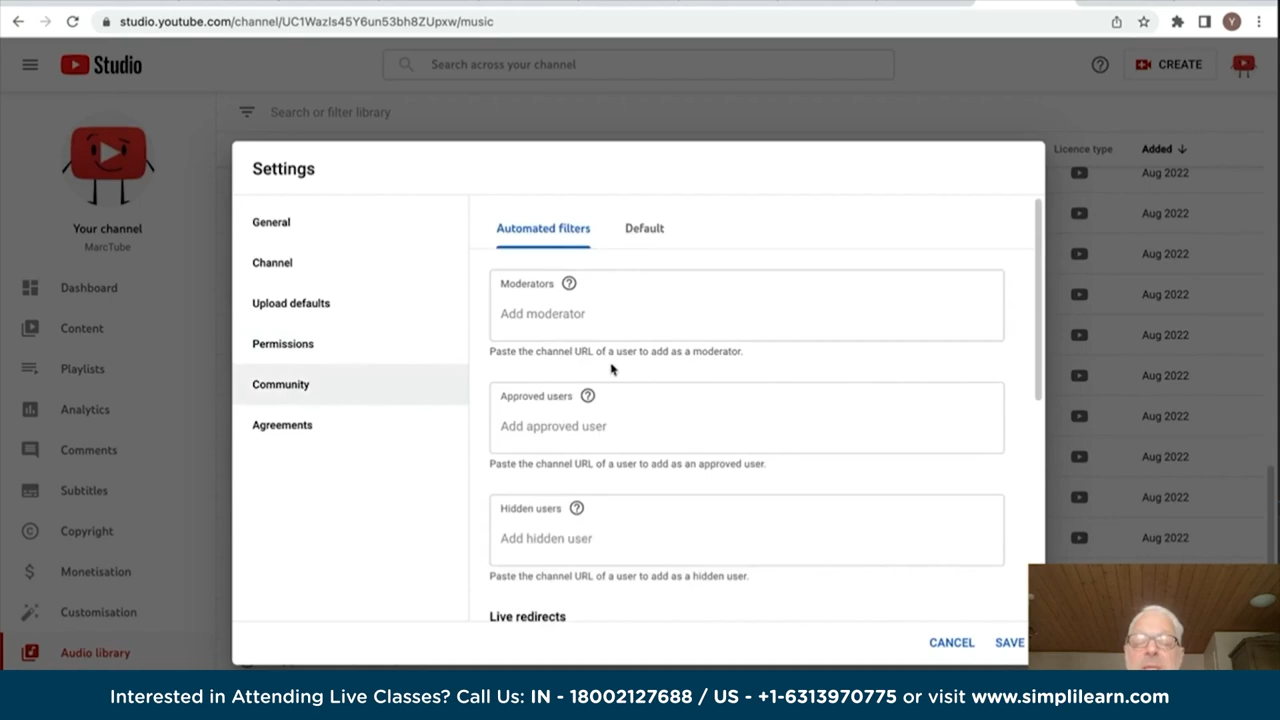 studio.youtube.com/channel/UC1Wazls45Y6un53bh8ZUpxw/music
Y
Studio
Search across your channel
CREATE
Search or filter library
Your channel
MarcTube
Dashboard
Content
Playlists
Analytics
Comments
Subtitles
Copyright
Monetisation
Customisation
Audio library
Licence type
Added
Aug 2022
Aug 2022
Aug 2022
Aug 2022
Aug 2022
Aug 2022
Aug 2022
Aug 2022
Aug 2022
Aug 2022
Settings
General
Channel
Upload defaults
Permissions
Community
Agreements
Automated filters
Default
Moderators
Add moderator
Paste the channel URL of a user to add as a moderator.
Approved users
Add approved user
Paste the channel URL of a user to add as an approved user.
Hidden users
Add hidden user
Paste the channel URL of a user to add as a hidden user.
Live redirects
CANCEL
SAVE
Interested in Attending Live Classes? Call Us: IN - 18002127688 / US - +1-6313970775 or visit www.simplilearn.com